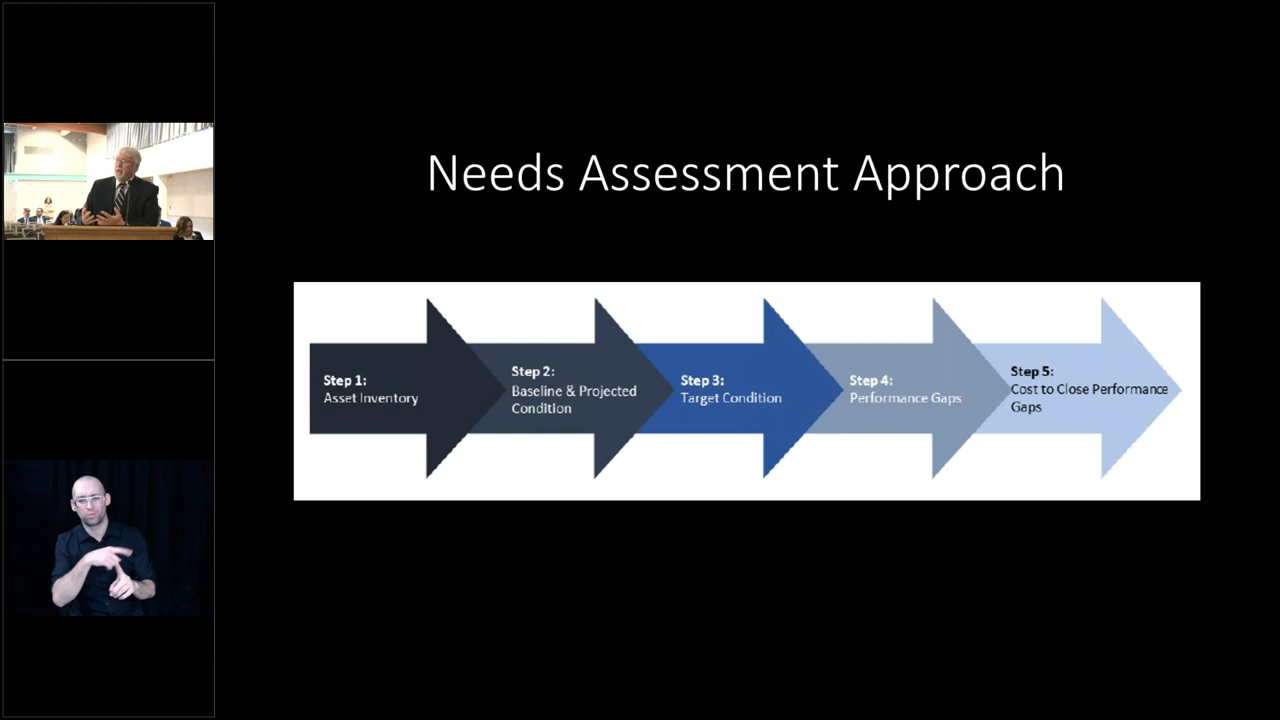 Needs Assessment Approach
Step 1:
Asset Inventory
Step 2:
Baseline & Projected
Condition
Step 3:
Target Condition
Step 4:
Performance Gaps
Step 5:
Cost to Close Performance
Gaps